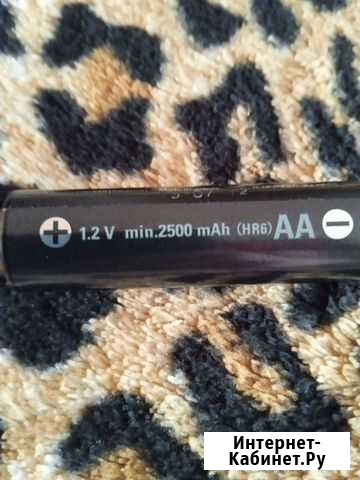 1.2 V min.2500 mAh (HR6) AA
Интернет-
Кабинет.Ру